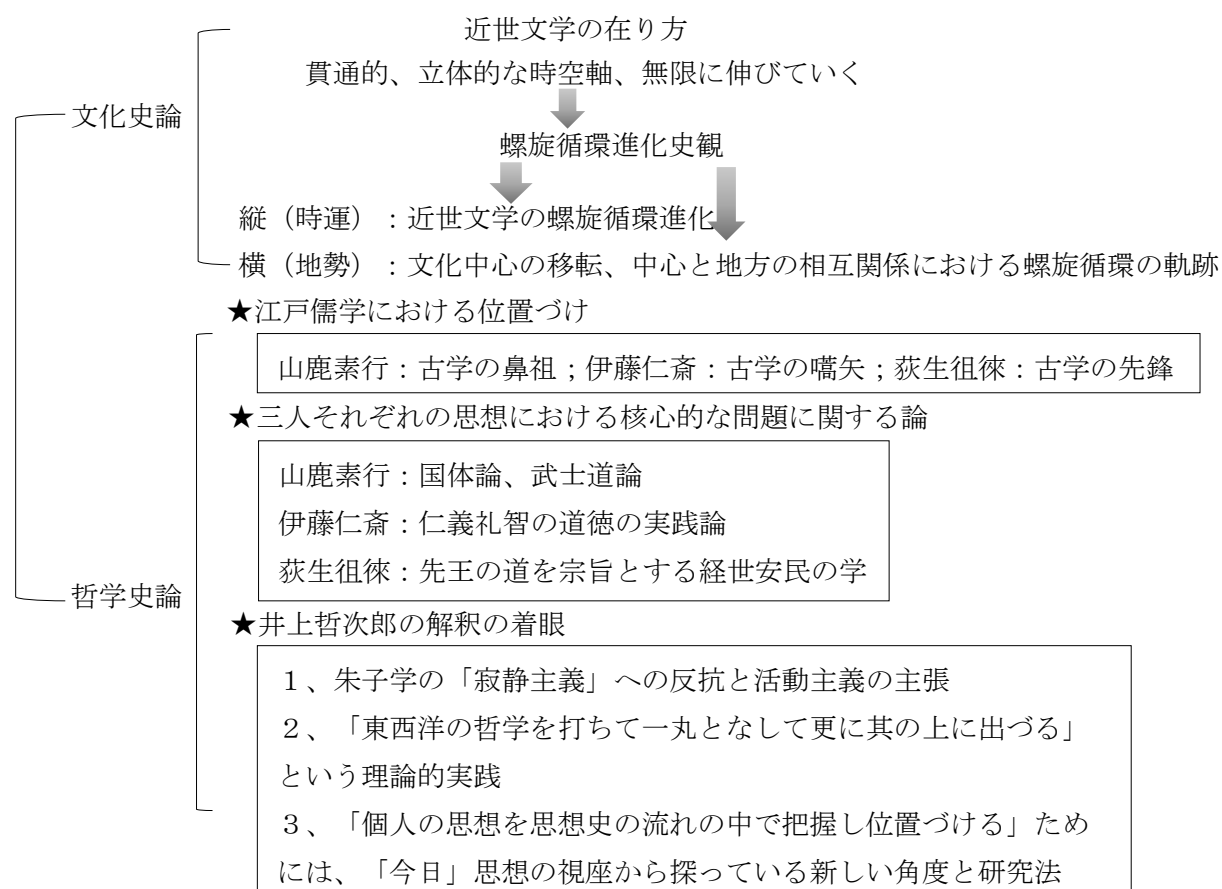 近世文学の在り方
貫通的、立体的な時空軸、無限に伸びていく
文化史論
螺旋循環進化史観
縦（時運）：近世文学の螺旋循環進化
横（地勢）：文化中心の移転、中心と地方の相互関係における螺旋循環の軌跡
★江戸儒学における位置づけ
山鹿素行：古学の鼻祖；伊藤仁斎：古学の嚆矢；荻生徂徠：古学の先鋒
★三人それぞれの思想における核心的な問題に関する論
山鹿素行：国体論、武士道論
伊藤仁斎：仁義礼智の道徳の実践論
荻生徂徠：先王の道を宗旨とする経世安民の学
哲学史論
★井上哲次郎の解釈の着眼
１、朱子学の「寂静主義」への反抗と活動主義の主張
２、「東西洋の哲学を打ちて一丸となして更に其の上に出づる」
という理論的実践
３、「個人の思想を思想史の流れの中で把握し位置づける」ため
には、「今日」思想の視座から探っている新しい角度と研究法